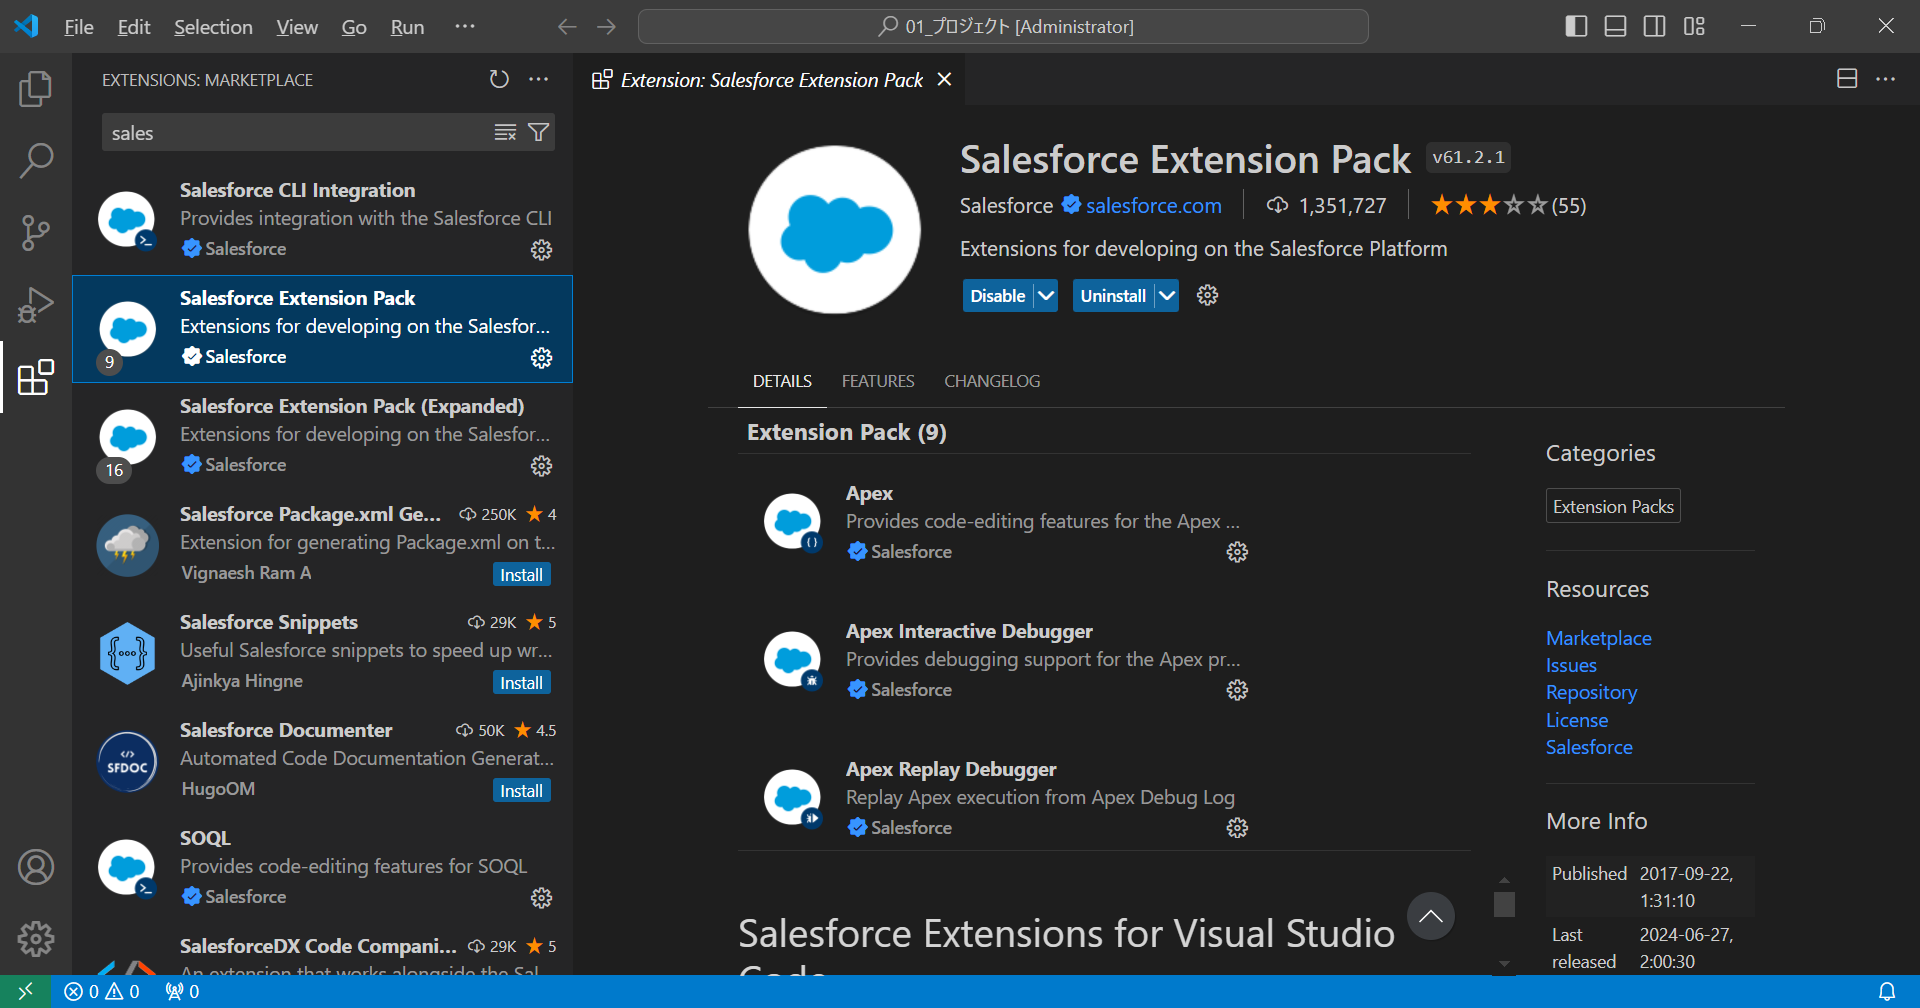 File Edit Selection View Go Run ···
01_プロジェクト [Administrator]
EXTENSIONS: MARKETPLACE
sales
Salesforce CLI Integration
Provides integration with the Salesforce CLI
Salesforce
Salesforce Extension Pack
Extensions for developing on the Salesfor...
9
Salesforce
Salesforce Extension Pack (Expanded)
Extensions for developing on the Salesfor...
16
Salesforce
Salesforce Package.xml Ge... 250K ★ 4
Extension for generating Package.xml on t...
Vignaesh Ram A
Install
Salesforce Snippets 29K ★ 5
Useful Salesforce snippets to speed up wr...
Ajinkya Hingne
Install
Salesforce Documenter 50K ★ 4.5
Automated Code Documentation Generat...
SFDOC
HugoOM
Install
SOQL
Provides code-editing features for SOQL
Salesforce
SalesforceDX Code Compani... 29K ★ 5
An extension that works alongside the Sal
Extension: Salesforce Extension Pack
Salesforce Extension Pack v61.2.1
Salesforce salesforce.com 1,351,727 ★★★☆☆(55)
Extensions for developing on the Salesforce Platform
Disable
Uninstall
DETAILS FEATURES CHANGELOG
Extension Pack (9)
Apex
Provides code-editing features for the Apex ...
Salesforce
Apex Interactive Debugger
Provides debugging support for the Apex pr...
Salesforce
Apex Replay Debugger
Replay Apex execution from Apex Debug Log
Salesforce
Salesforce Extensions for Visual Studio
Code
Categories
Extension Packs
Resources
Marketplace
Issues
Repository
License
Salesforce
More Info
Published 2017-09-22,
1:31:10
Last 2024-06-27,
released 2:00:30
0 0 0